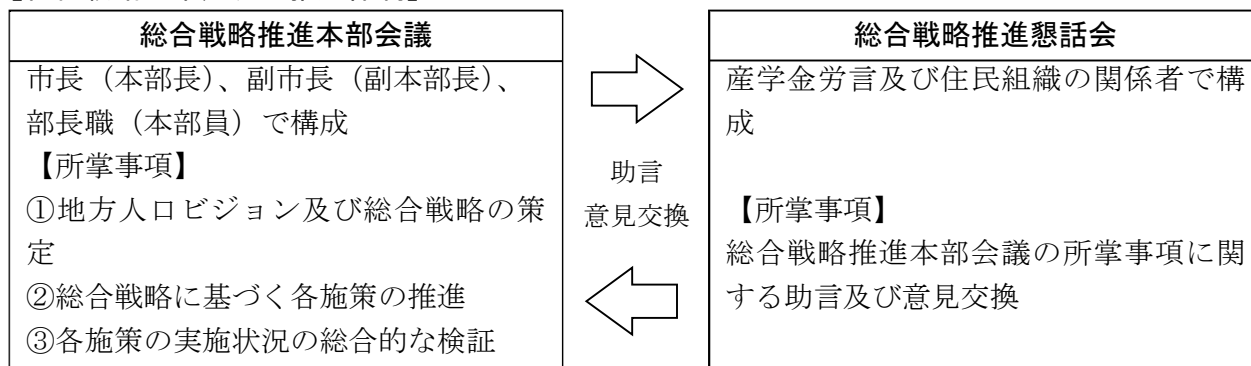 総合戦略推進本部会議
市長（本部長）、副市長（副本部長）、
部長職（本部員）で構成
【所掌事項】
①地方人口ビジョン及び総合戦略の策
定
②総合戦略に基づく各施策の推進
③各施策の実施状況の総合的な検証
助言
意見交換
総合戦略推進懇話会
産学金労言及び住民組織の関係者で構
成
【所掌事項】
総合戦略推進本部会議の所掌事項に関
する助言及び意見交換